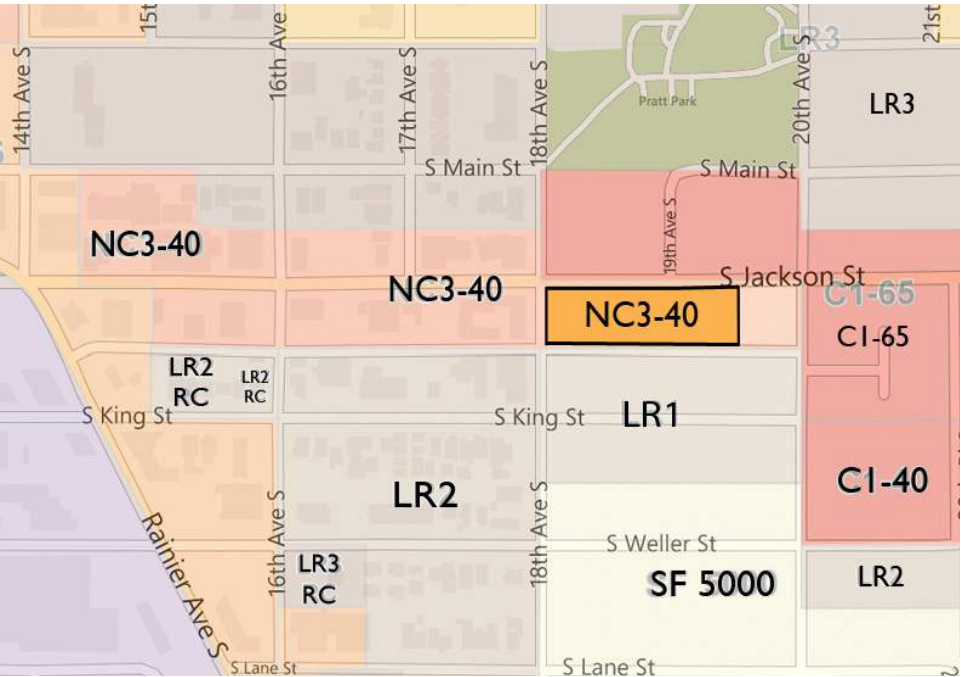 15t
16th Ave
21st
LR3
14th Ave S
17th Ave S
18th Ave S
Pratt Park
20th Ave S
LR3
S Main St
S Main St
19th Ave S
NC3-40
NC3-40
S Jackson St
C1-65
NC3-40
C1-65
LR2
RC
LR2
RC
S King St
S King St
LR1
LR2
C1-40
Rainier Ave S
16th Ave S
18th Ave S
S Weller St
LR3
RC
SF 5000
LR2
S Lane St
S Lane St